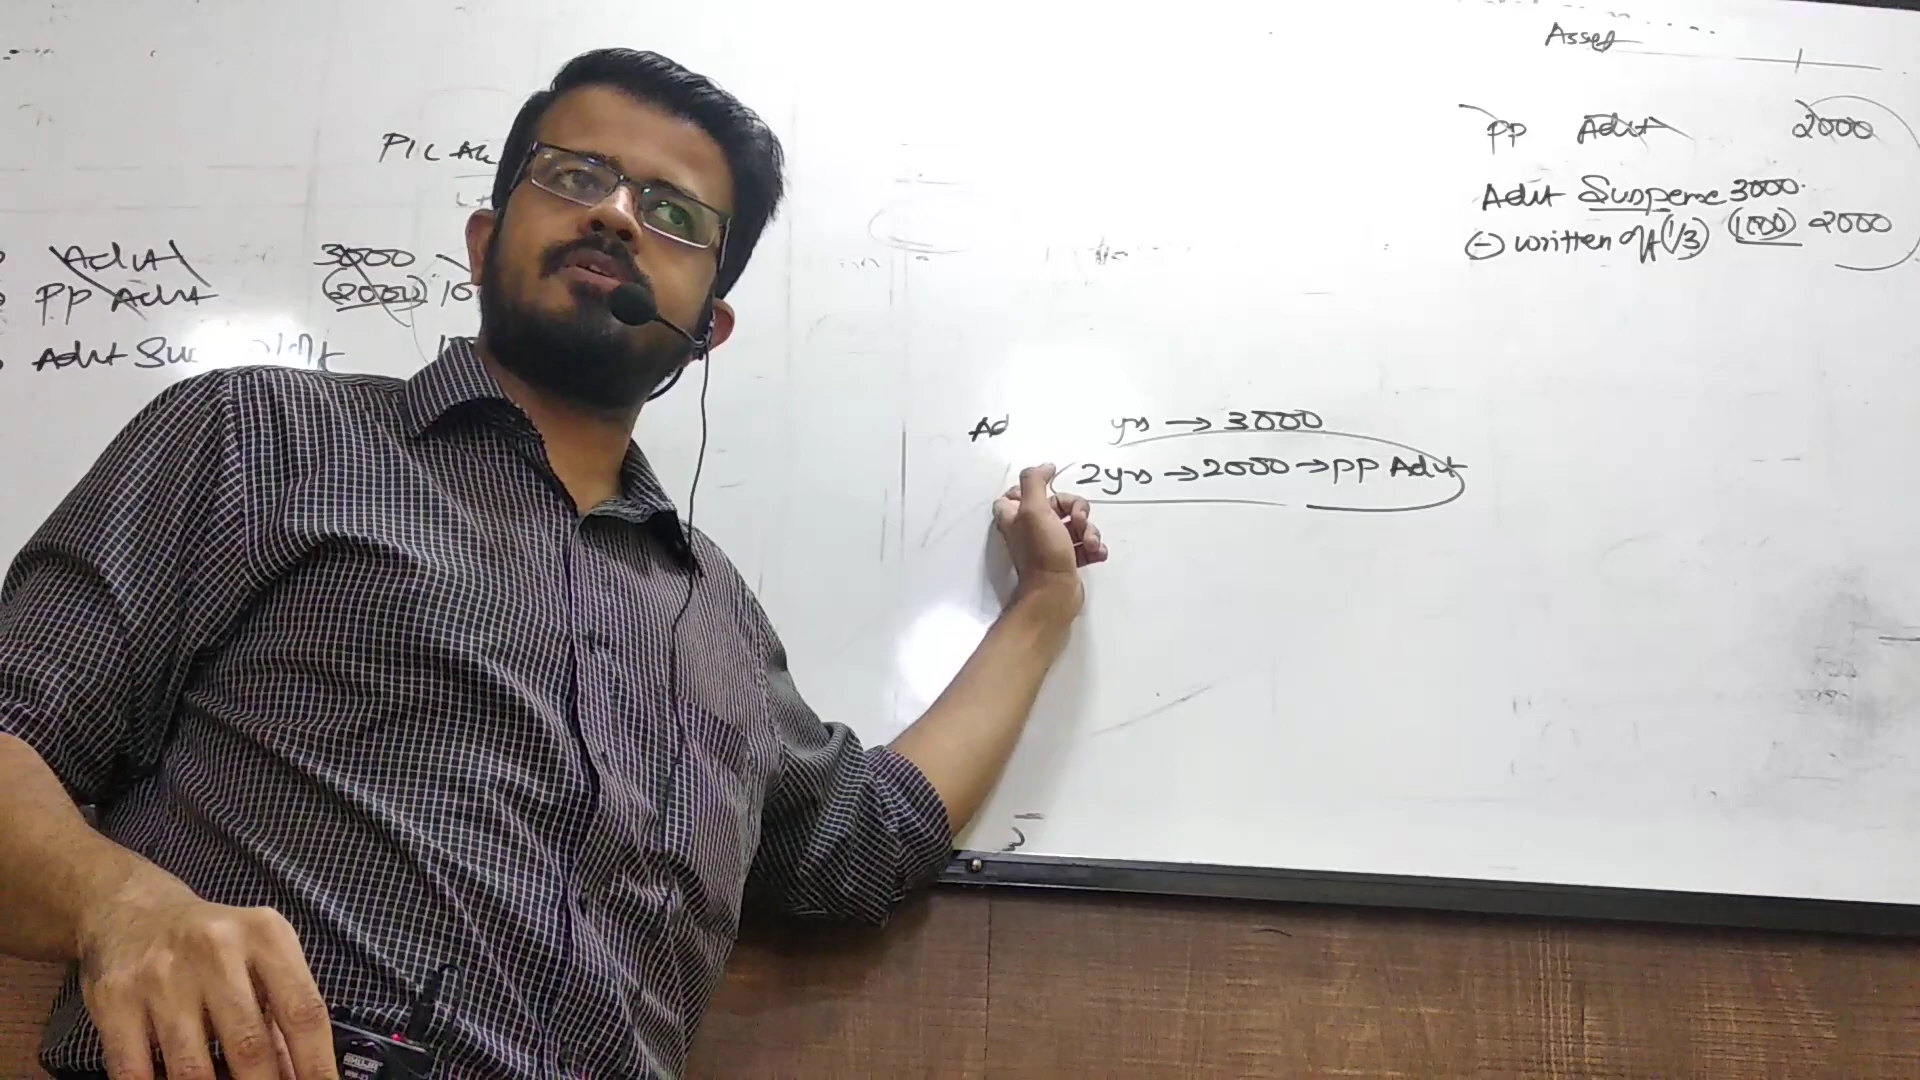 Asset
PP Advt 2000
Advt Suspense 3000
(-) written off (1/3) (1000) 2000
P/L A/c
Advt 3000
PP Advt (2000) 10
Advt Sus
Ad yrs → 3000
2yrs → 2000 → PP Advt
AHUJA